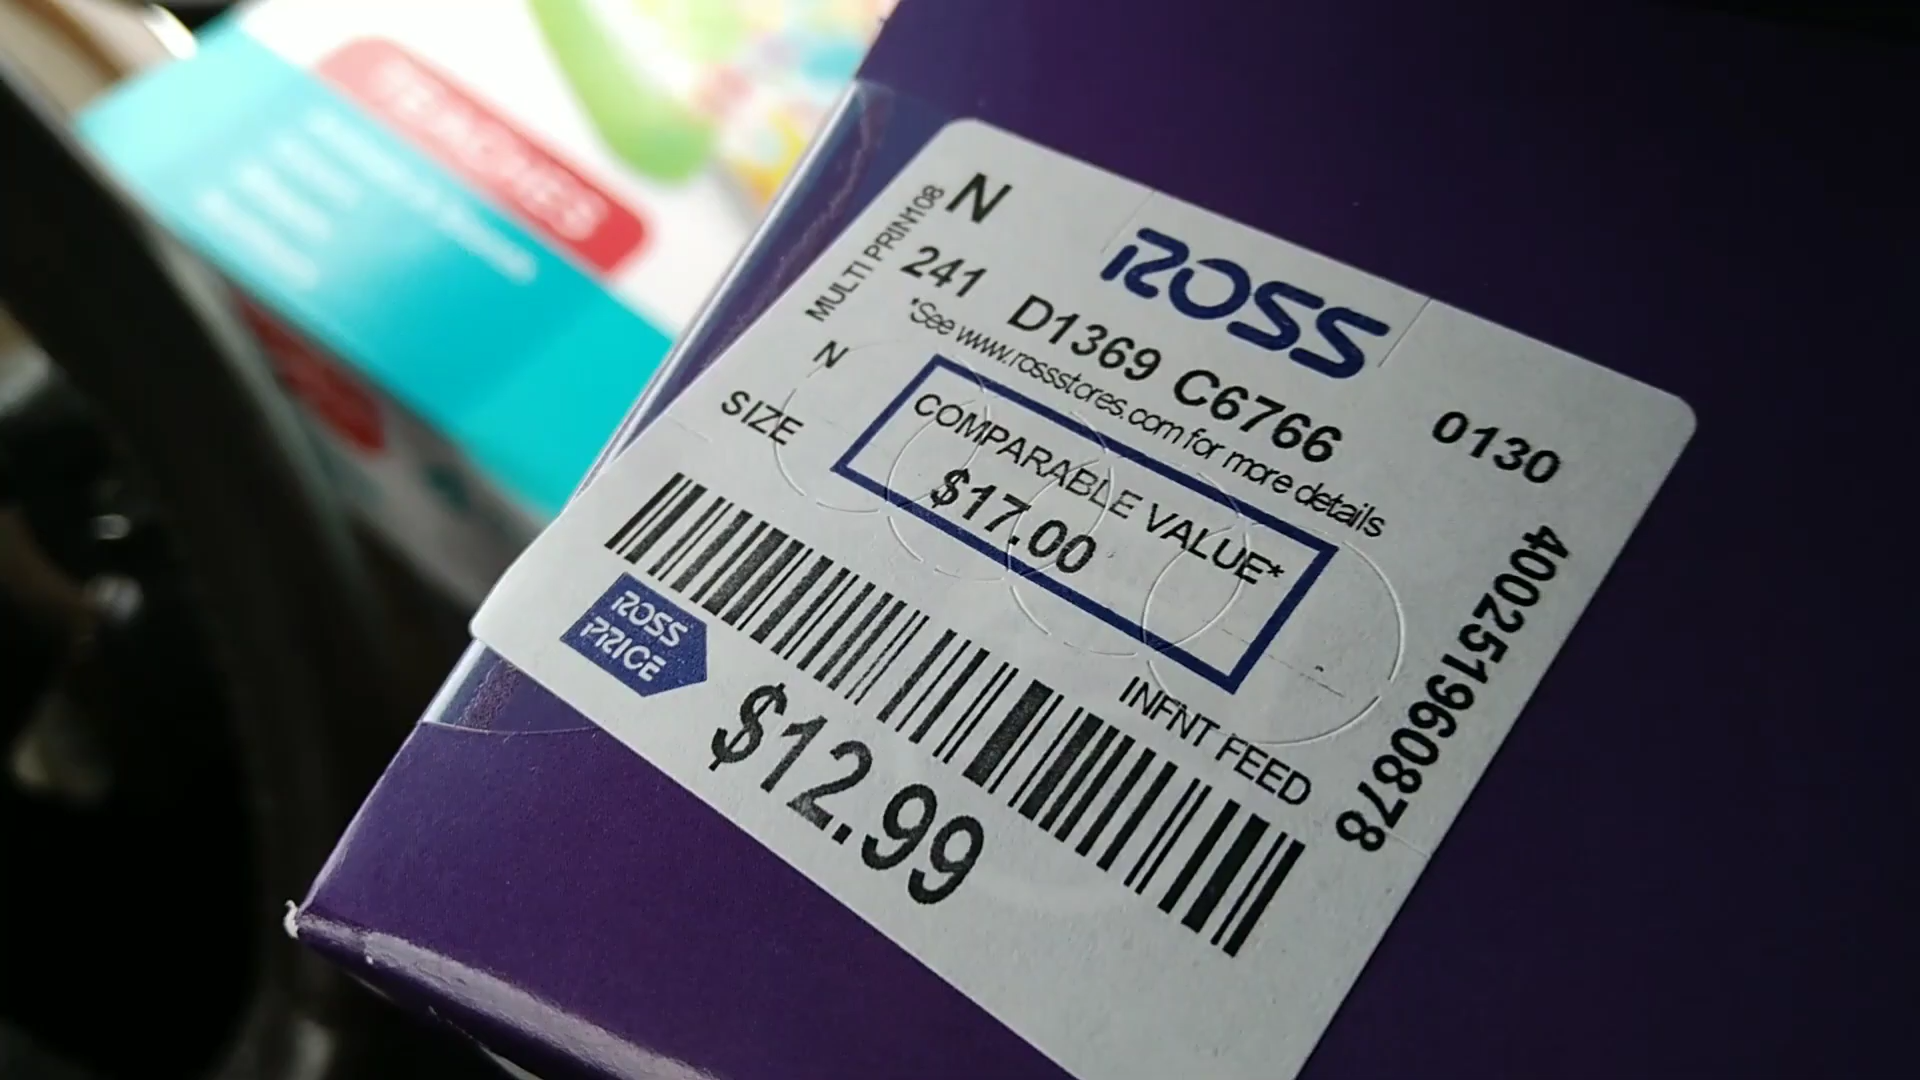 N
MULTI PRIN108
ROSS
241 D1369 C6766 0130
*See www.rossstores.com for more details
N
SIZE
COMPARABLE VALUE*
$17.00
400251960878
INFNT FEED
ROSS
PRICE
$12.99